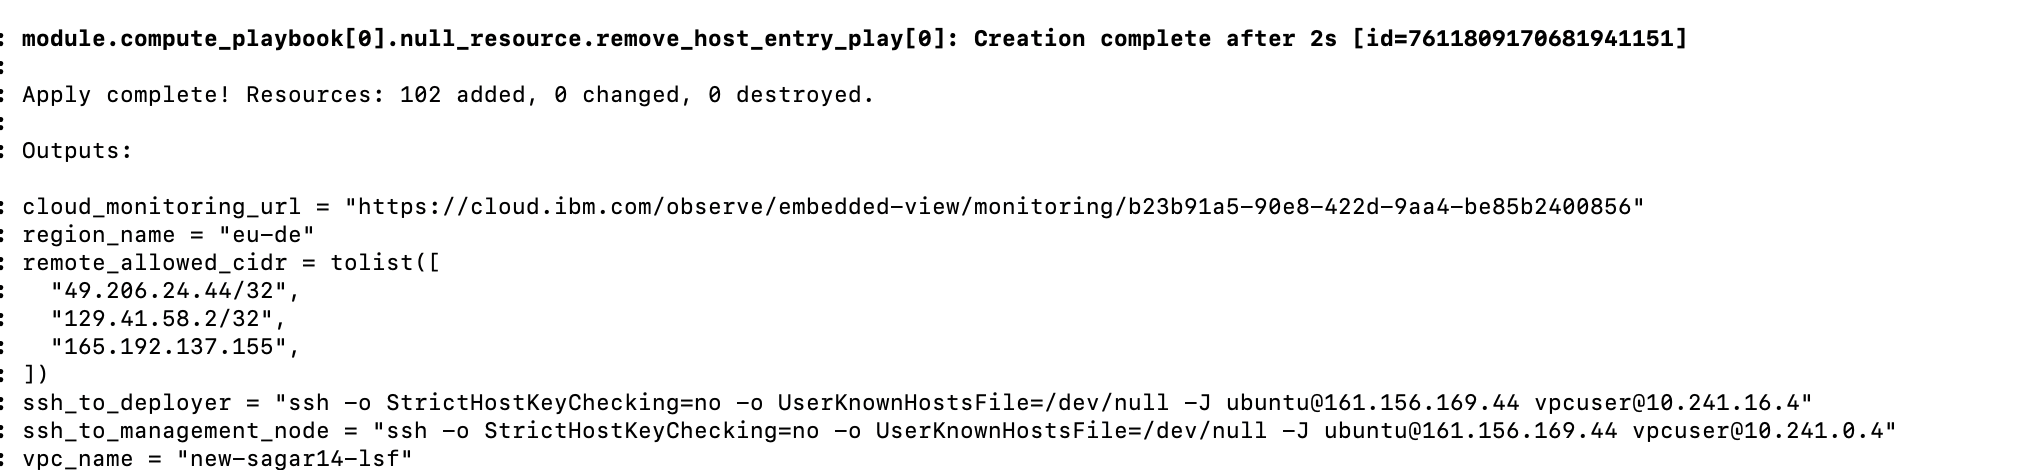 : module.compute_playbook[0].null_resource.remove_host_entry_play[0]: Creation complete after 2s [id=7611809170681941151]
:
: Apply complete! Resources: 102 added, 0 changed, 0 destroyed.
:
: Outputs:
: cloud_monitoring_url = "https://cloud.ibm.com/observe/embedded-view/monitoring/b23b91a5-90e8-422d-9aa4-be85b2400856"
: region_name = "eu-de"
: remote_allowed_cidr = tolist([
:   "49.206.24.44/32",
:   "129.41.58.2/32",
:   "165.192.137.155",
: ])
: ssh_to_deployer = "ssh -o StrictHostKeyChecking=no -o UserKnownHostsFile=/dev/null -J ubuntu@161.156.169.44 vpcuser@10.241.16.4"
: ssh_to_management_node = "ssh -o StrictHostKeyChecking=no -o UserKnownHostsFile=/dev/null -J ubuntu@161.156.169.44 vpcuser@10.241.0.4"
: vpc_name = "new-sagar14-lsf"